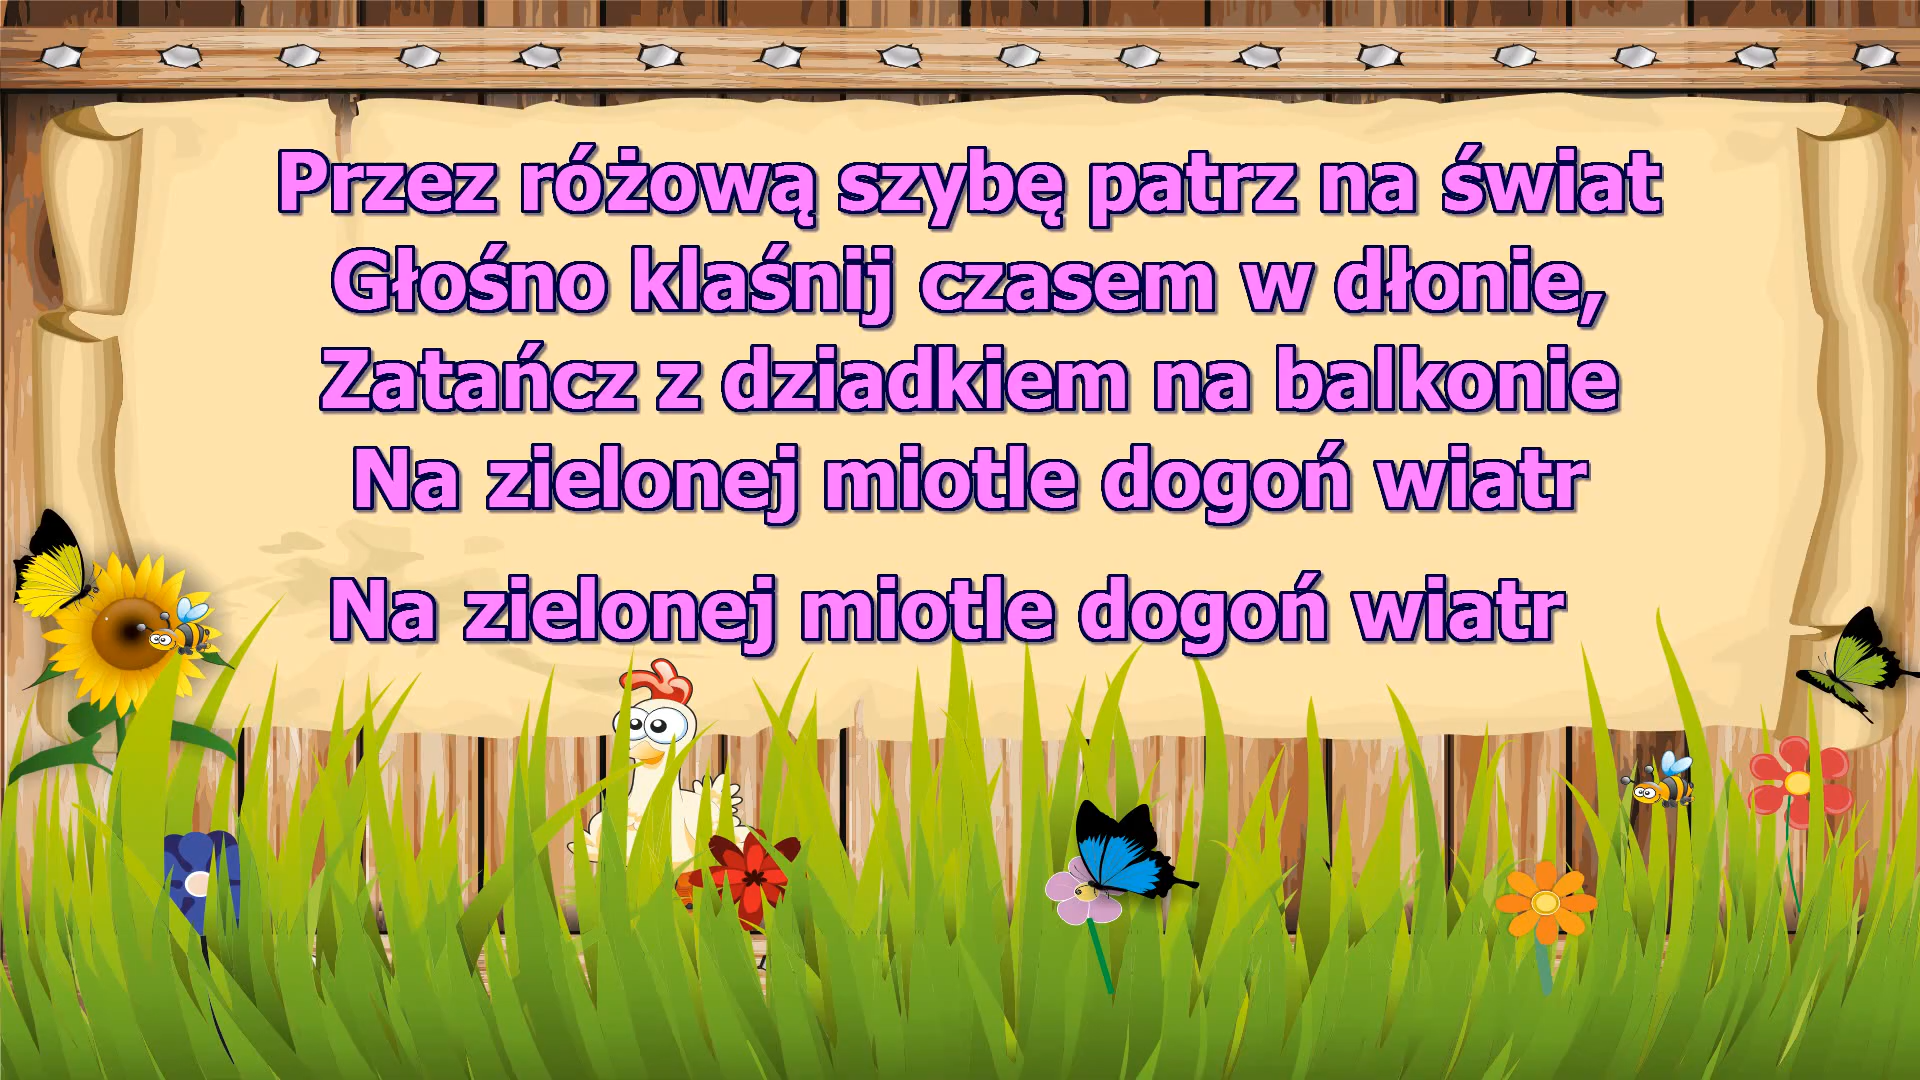 Przez różową szybę patrz na świat
Głośno klaśnij czasem w dłonie,
Zatańcz z dziadkiem na balkonie
Na zielonej miotle dogoń wiatr
Na zielonej miotle dogoń wiatr